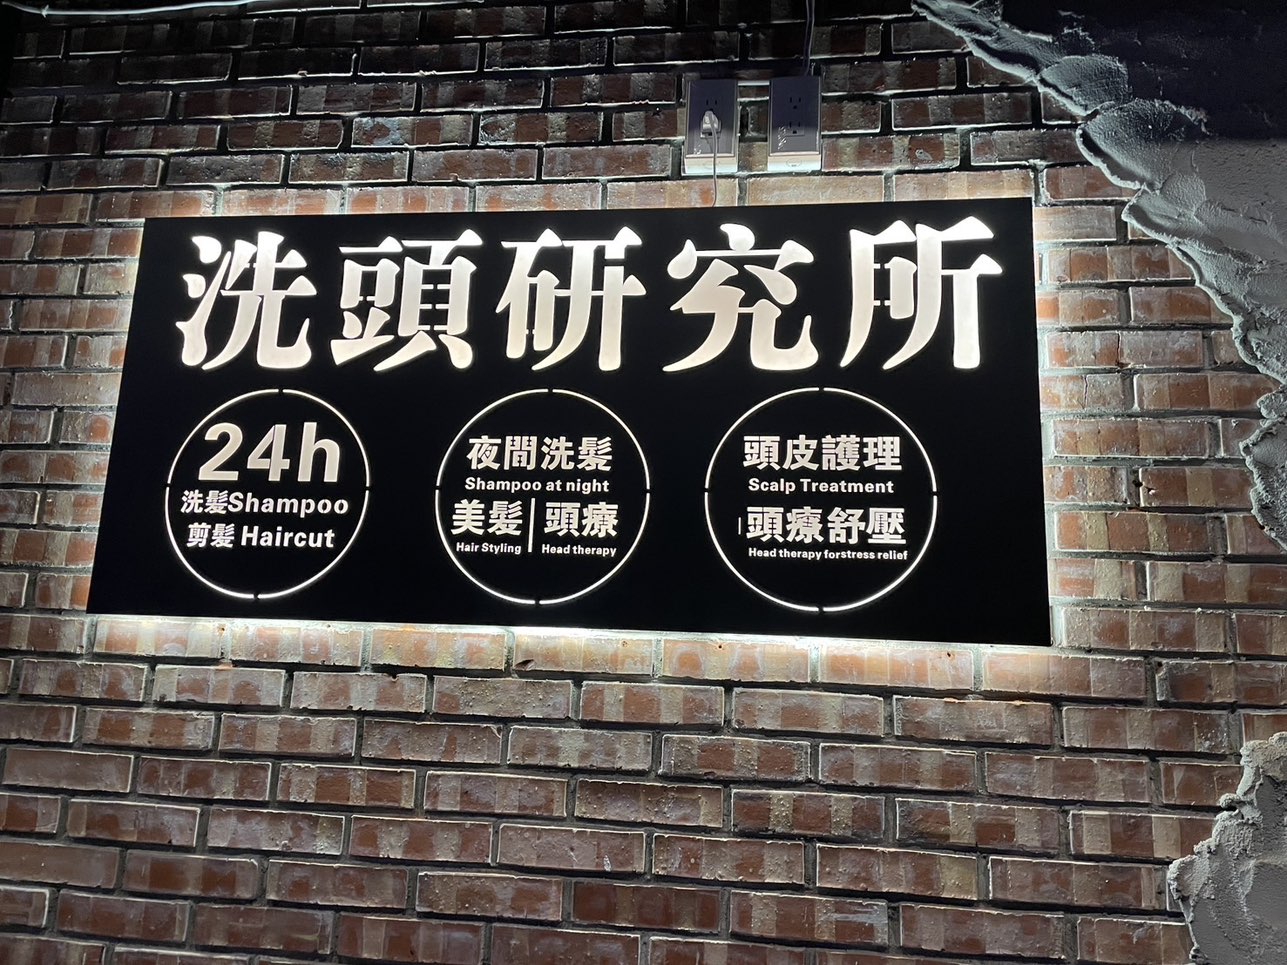 洗頭研究所
24h
洗髮Shampoo
剪髮 Haircut
夜間洗髮
Shampoo at night
美髮|頭療
Hair Styling | Head therapy
頭皮護理
Scalp Treatment
頭療舒壓
Head therapy forstress relief